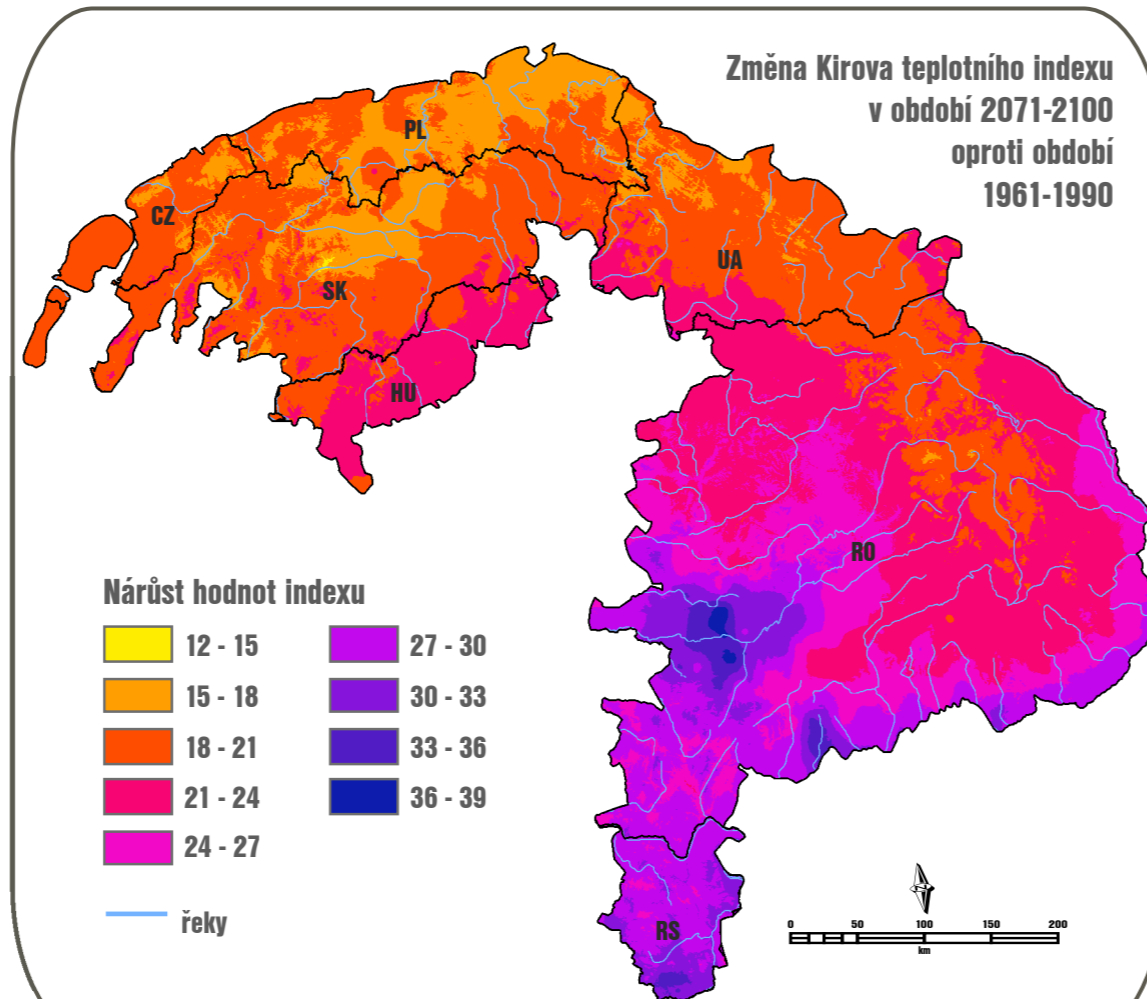 Změna Kirova teplotního indexu
v období 2071-2100
oproti období
1961-1990
PL
CZ
SK
UA
HU
RO
RS
Nárůst hodnot indexu
12 - 15
15 - 18
18 - 21
21 - 24
24 - 27
27 - 30
30 - 33
33 - 36
36 - 39
řeky
0 50 100 150 200
km